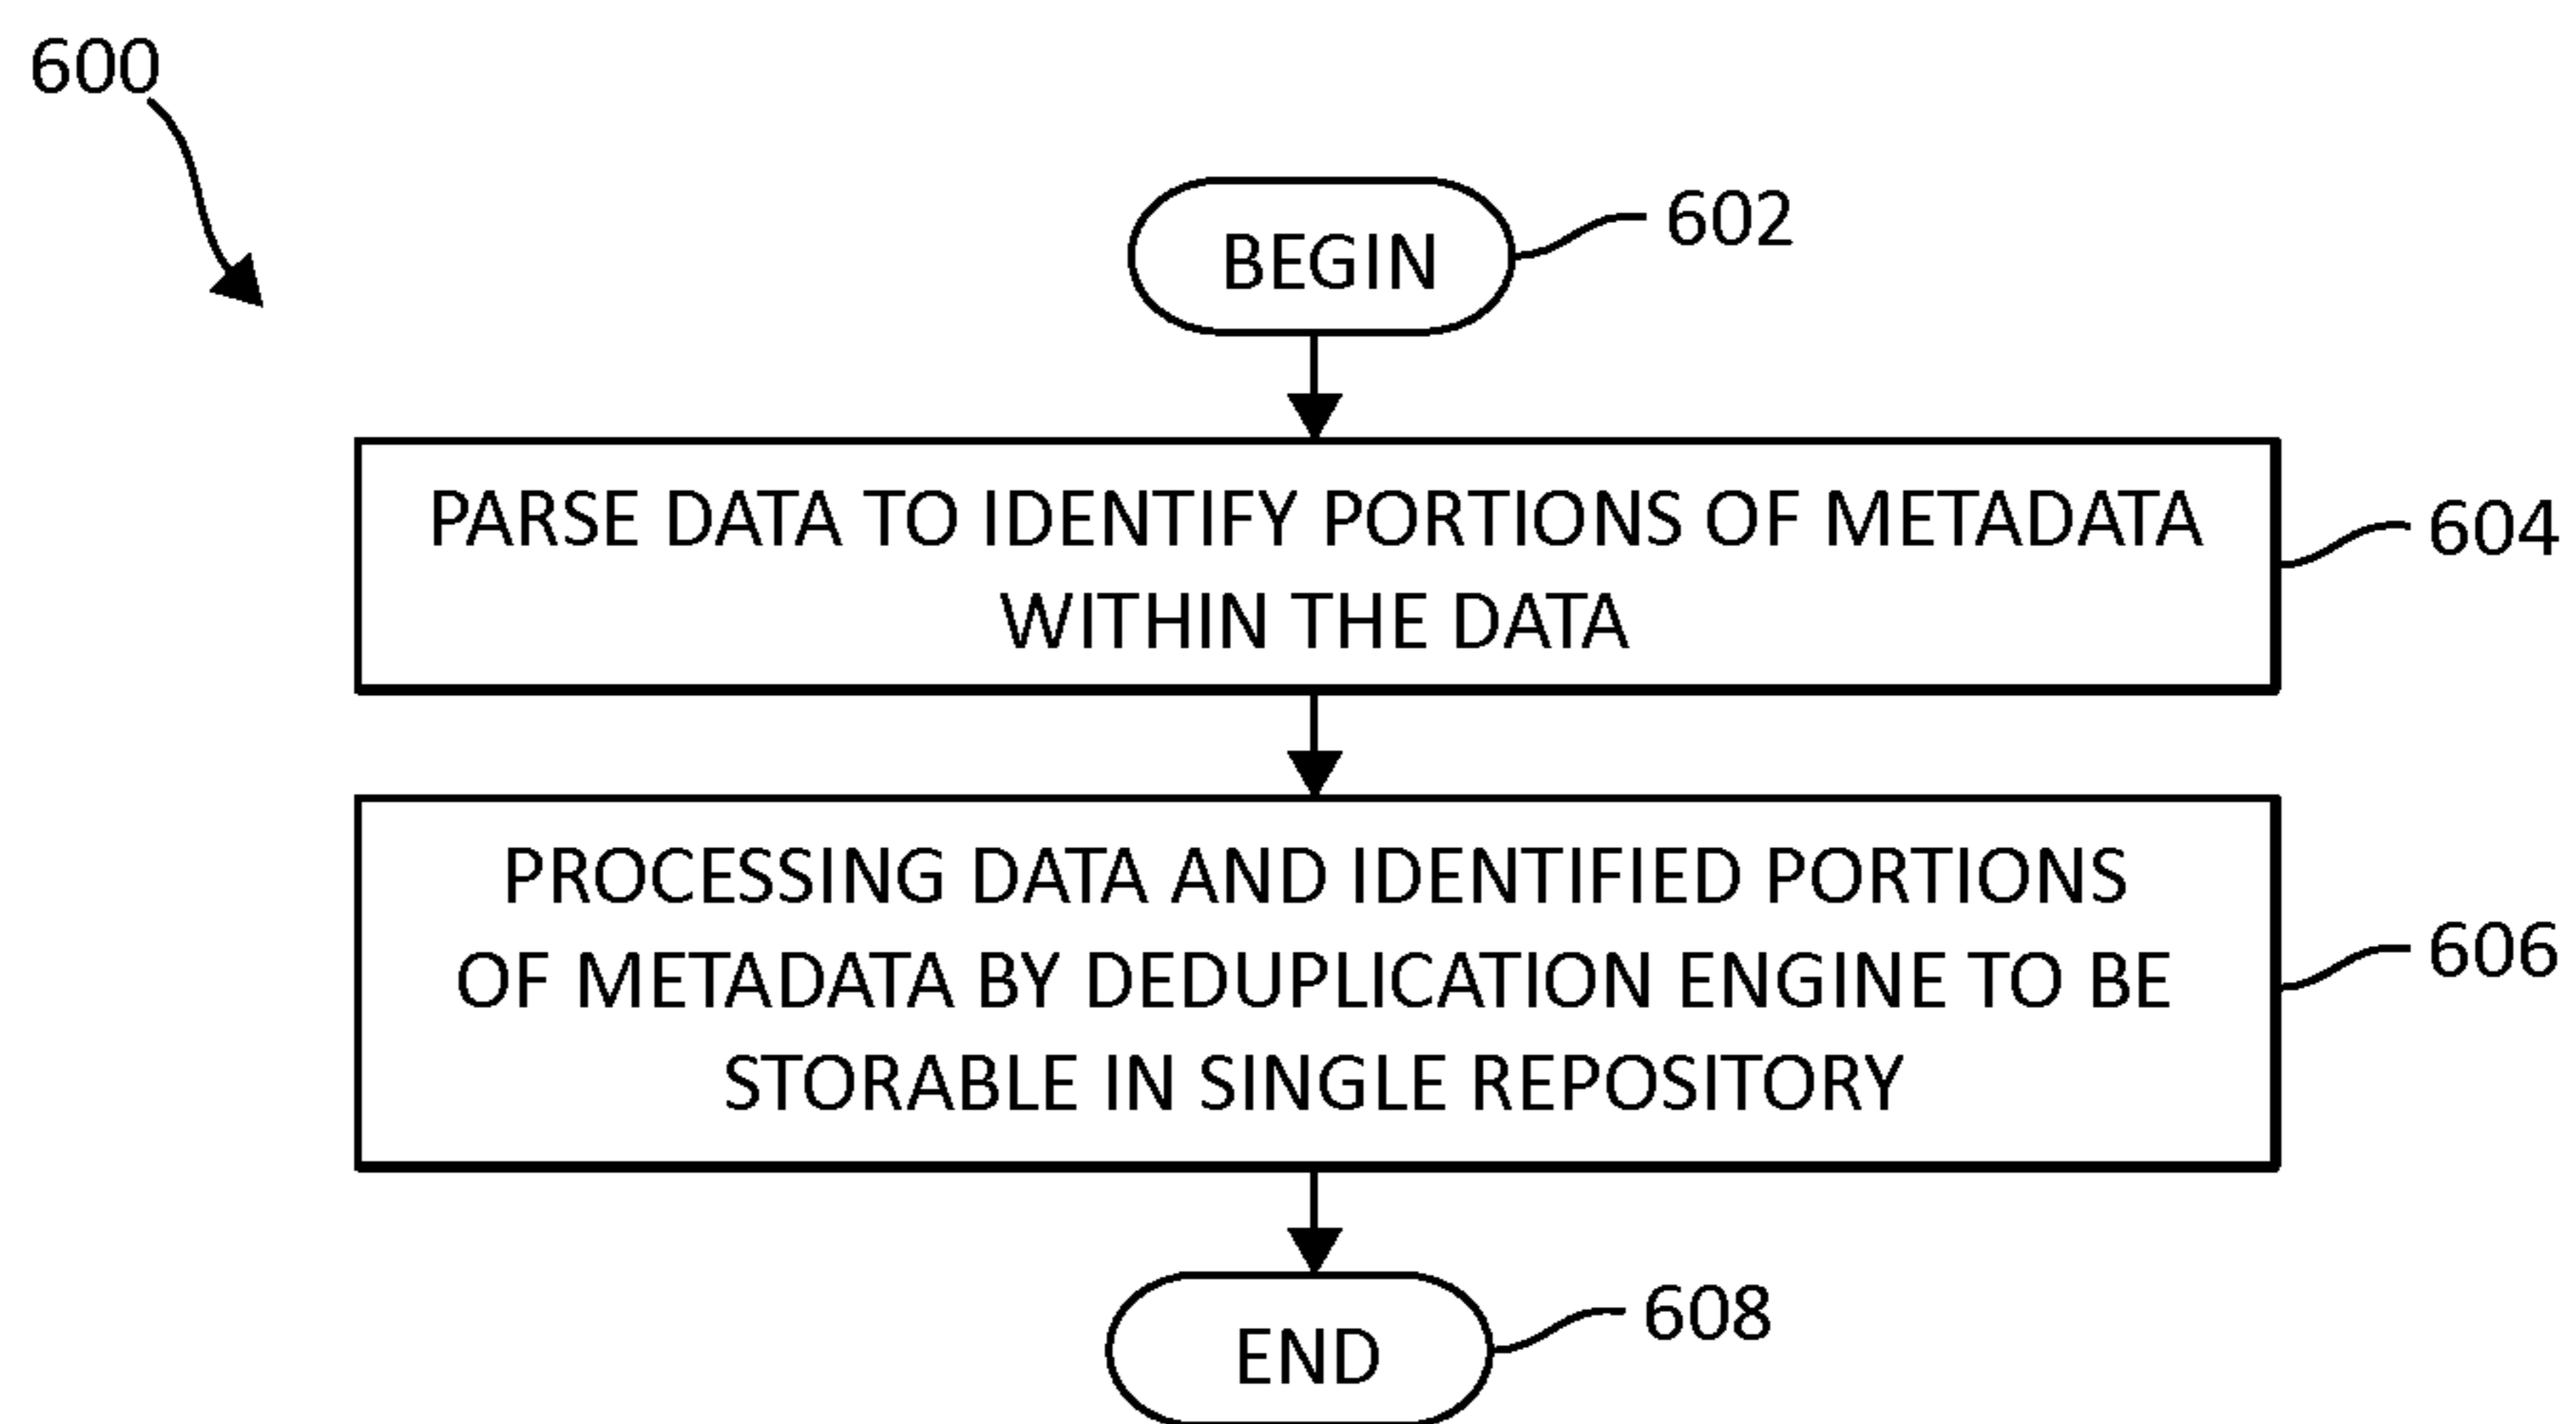 600
BEGIN
602
PARSE DATA TO IDENTIFY PORTIONS OF METADATA
WITHIN THE DATA
604
PROCESSING DATA AND IDENTIFIED PORTIONS
OF METADATA BY DEDUPLICATION ENGINE TO BE
STORABLE IN SINGLE REPOSITORY
606
END
608